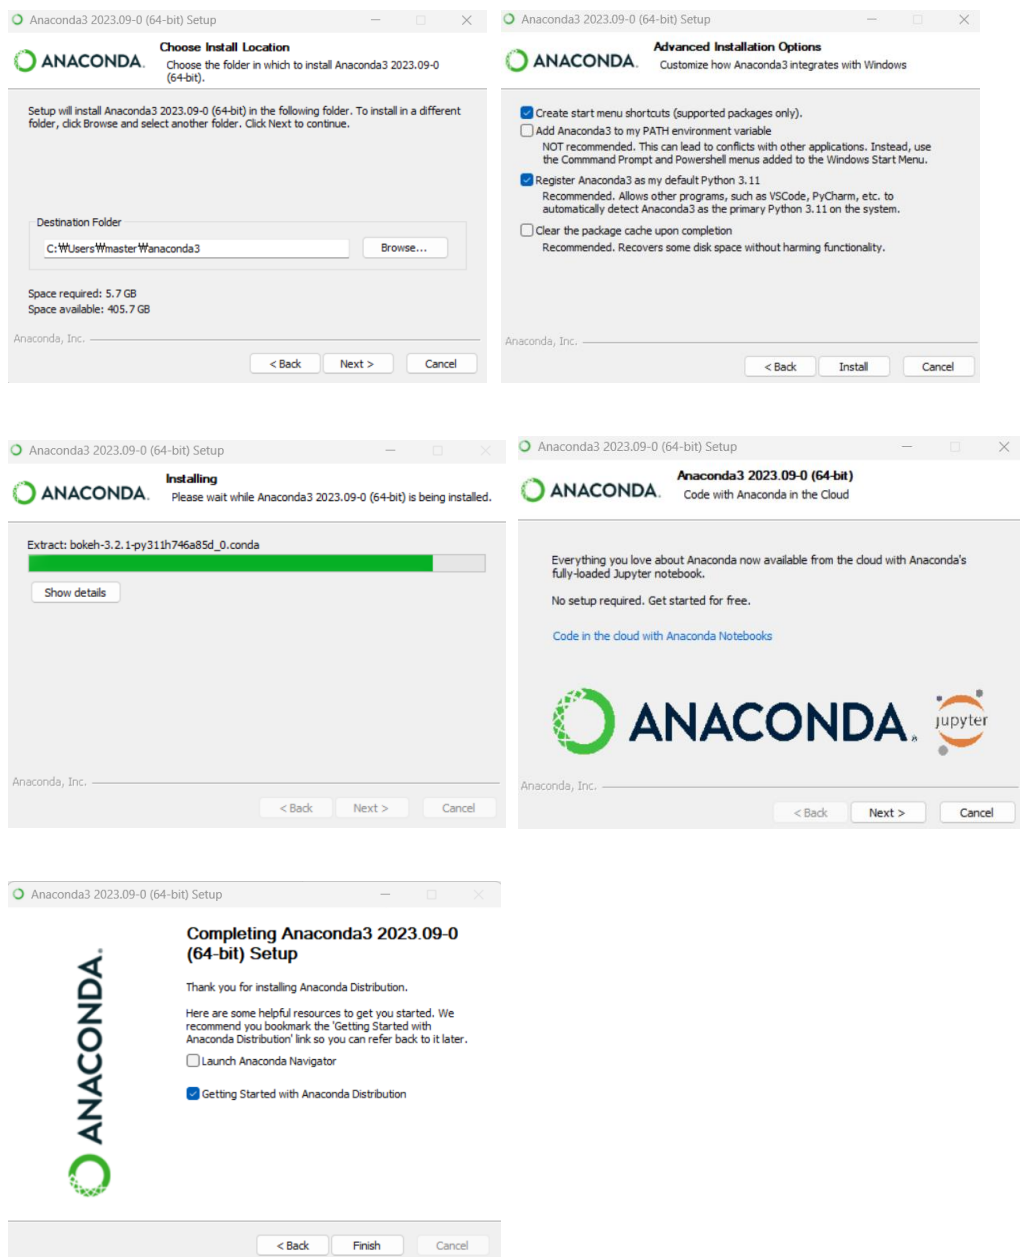 Anaconda3 2023.09-0 (64-bit) Setup
ANACONDA.
Choose Install Location
Choose the folder in which to install Anaconda3 2023.09-0
(64-bit).
Setup will install Anaconda3 2023.09-0 (64-bit) in the following folder. To install in a different
folder, click Browse and select another folder. Click Next to continue.
Destination Folder
C:₩Users₩master₩anaconda3
Browse...
Space required: 5.7 GB
Space available: 405.7 GB
Anaconda, Inc.
< Back
Next >
Cancel
Anaconda3 2023.09-0 (64-bit) Setup
ANACONDA.
Advanced Installation Options
Customize how Anaconda3 integrates with Windows
Create start menu shortcuts (supported packages only).
Add Anaconda3 to my PATH environment variable
NOT recommended. This can lead to conflicts with other applications. Instead, use
the Commmand Prompt and Powershell menus added to the Windows Start Menu.
Register Anaconda3 as my default Python 3.11
Recommended. Allows other programs, such as VSCode, PyCharm, etc. to
automatically detect Anaconda3 as the primary Python 3.11 on the system.
Clear the package cache upon completion
Recommended. Recovers some disk space without harming functionality.
Anaconda, Inc.
< Back
Install
Cancel
Anaconda3 2023.09-0 (64-bit) Setup
ANACONDA.
Installing
Please wait while Anaconda3 2023.09-0 (64-bit) is being installed.
Extract: bokeh-3.2.1-py311h746a85d_0.conda
Show details
Anaconda, Inc.
< Back
Next >
Cancel
Anaconda3 2023.09-0 (64-bit) Setup
ANACONDA.
Anaconda3 2023.09-0 (64-bit)
Code with Anaconda in the Cloud
Everything you love about Anaconda now available from the cloud with Anaconda's
fully-loaded Jupyter notebook.
No setup required. Get started for free.
Code in the cloud with Anaconda Notebooks
ANACONDA.
jupyter
Anaconda, Inc.
< Back
Next >
Cancel
Anaconda3 2023.09-0 (64-bit) Setup
ANACONDA.
Completing Anaconda3 2023.09-0
(64-bit) Setup
Thank you for installing Anaconda Distribution.
Here are some helpful resources to get you started. We
recommend you bookmark the 'Getting Started with
Anaconda Distribution' link so you can refer back to it later.
Launch Anaconda Navigator
Getting Started with Anaconda Distribution
< Back
Finish
Cancel